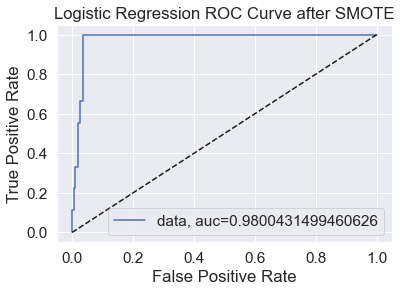 Logistic Regression ROC Curve after SMOTE
1.0
0.8
0.6
0.4
0.2
0.0
True Positive Rate
data, auc=0.9800431499460626
0.0 0.2 0.4 0.6 0.8 1.0
False Positive Rate